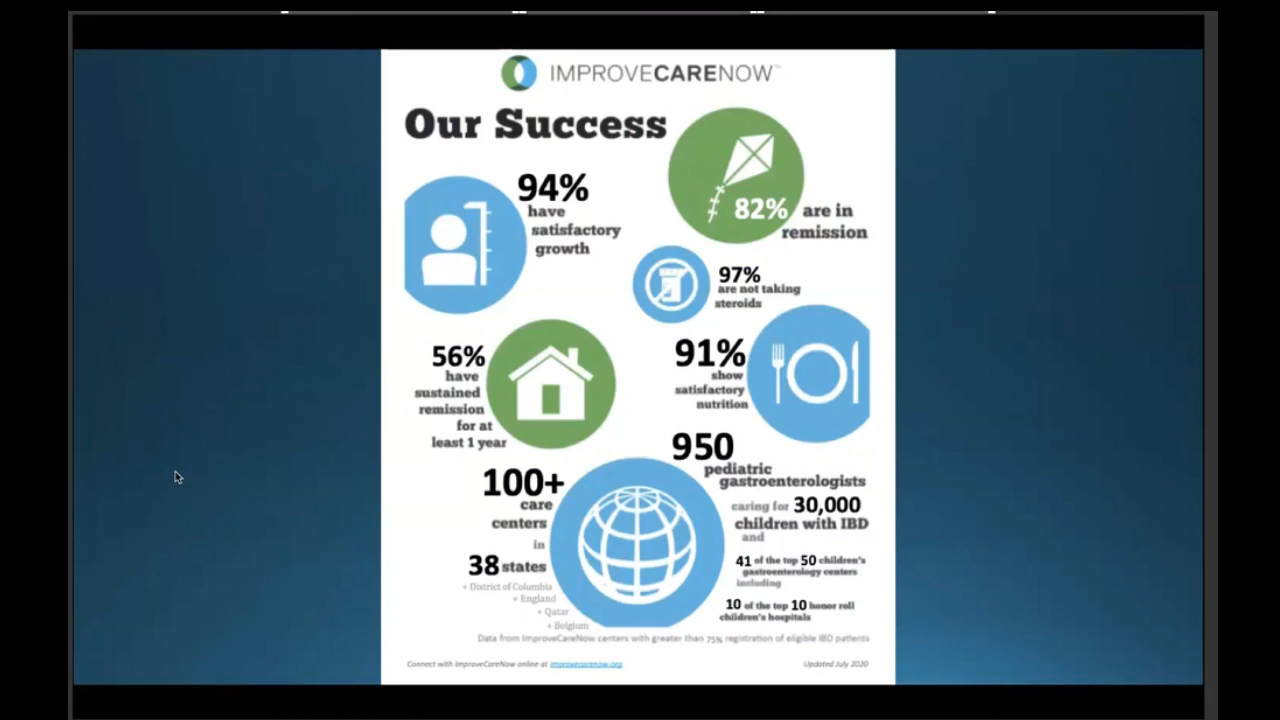 IMPROVECARENOW™
Our Success
94%
have
satisfactory
growth
82% are in
remission
97%
are not taking
steroids
56%
have
sustained
remission
for at
least 1 year
91%
show
satisfactory
nutrition
950
pediatric
gastroenterologists
caring for 30,000
children with IBD
and
41 of the top 50 children's
gastroenterology centers
including
10 of the top 10 honor roll
children's hospitals
100+
care
centers
in
38 states
+ District of Columbia
+ England
+ Qatar
+ Belgium
Data from ImproveCareNow centers with greater than 75% registration of eligible IBD patients
Connect with ImproveCareNow online at improvecarenow.org
Updated July 2020